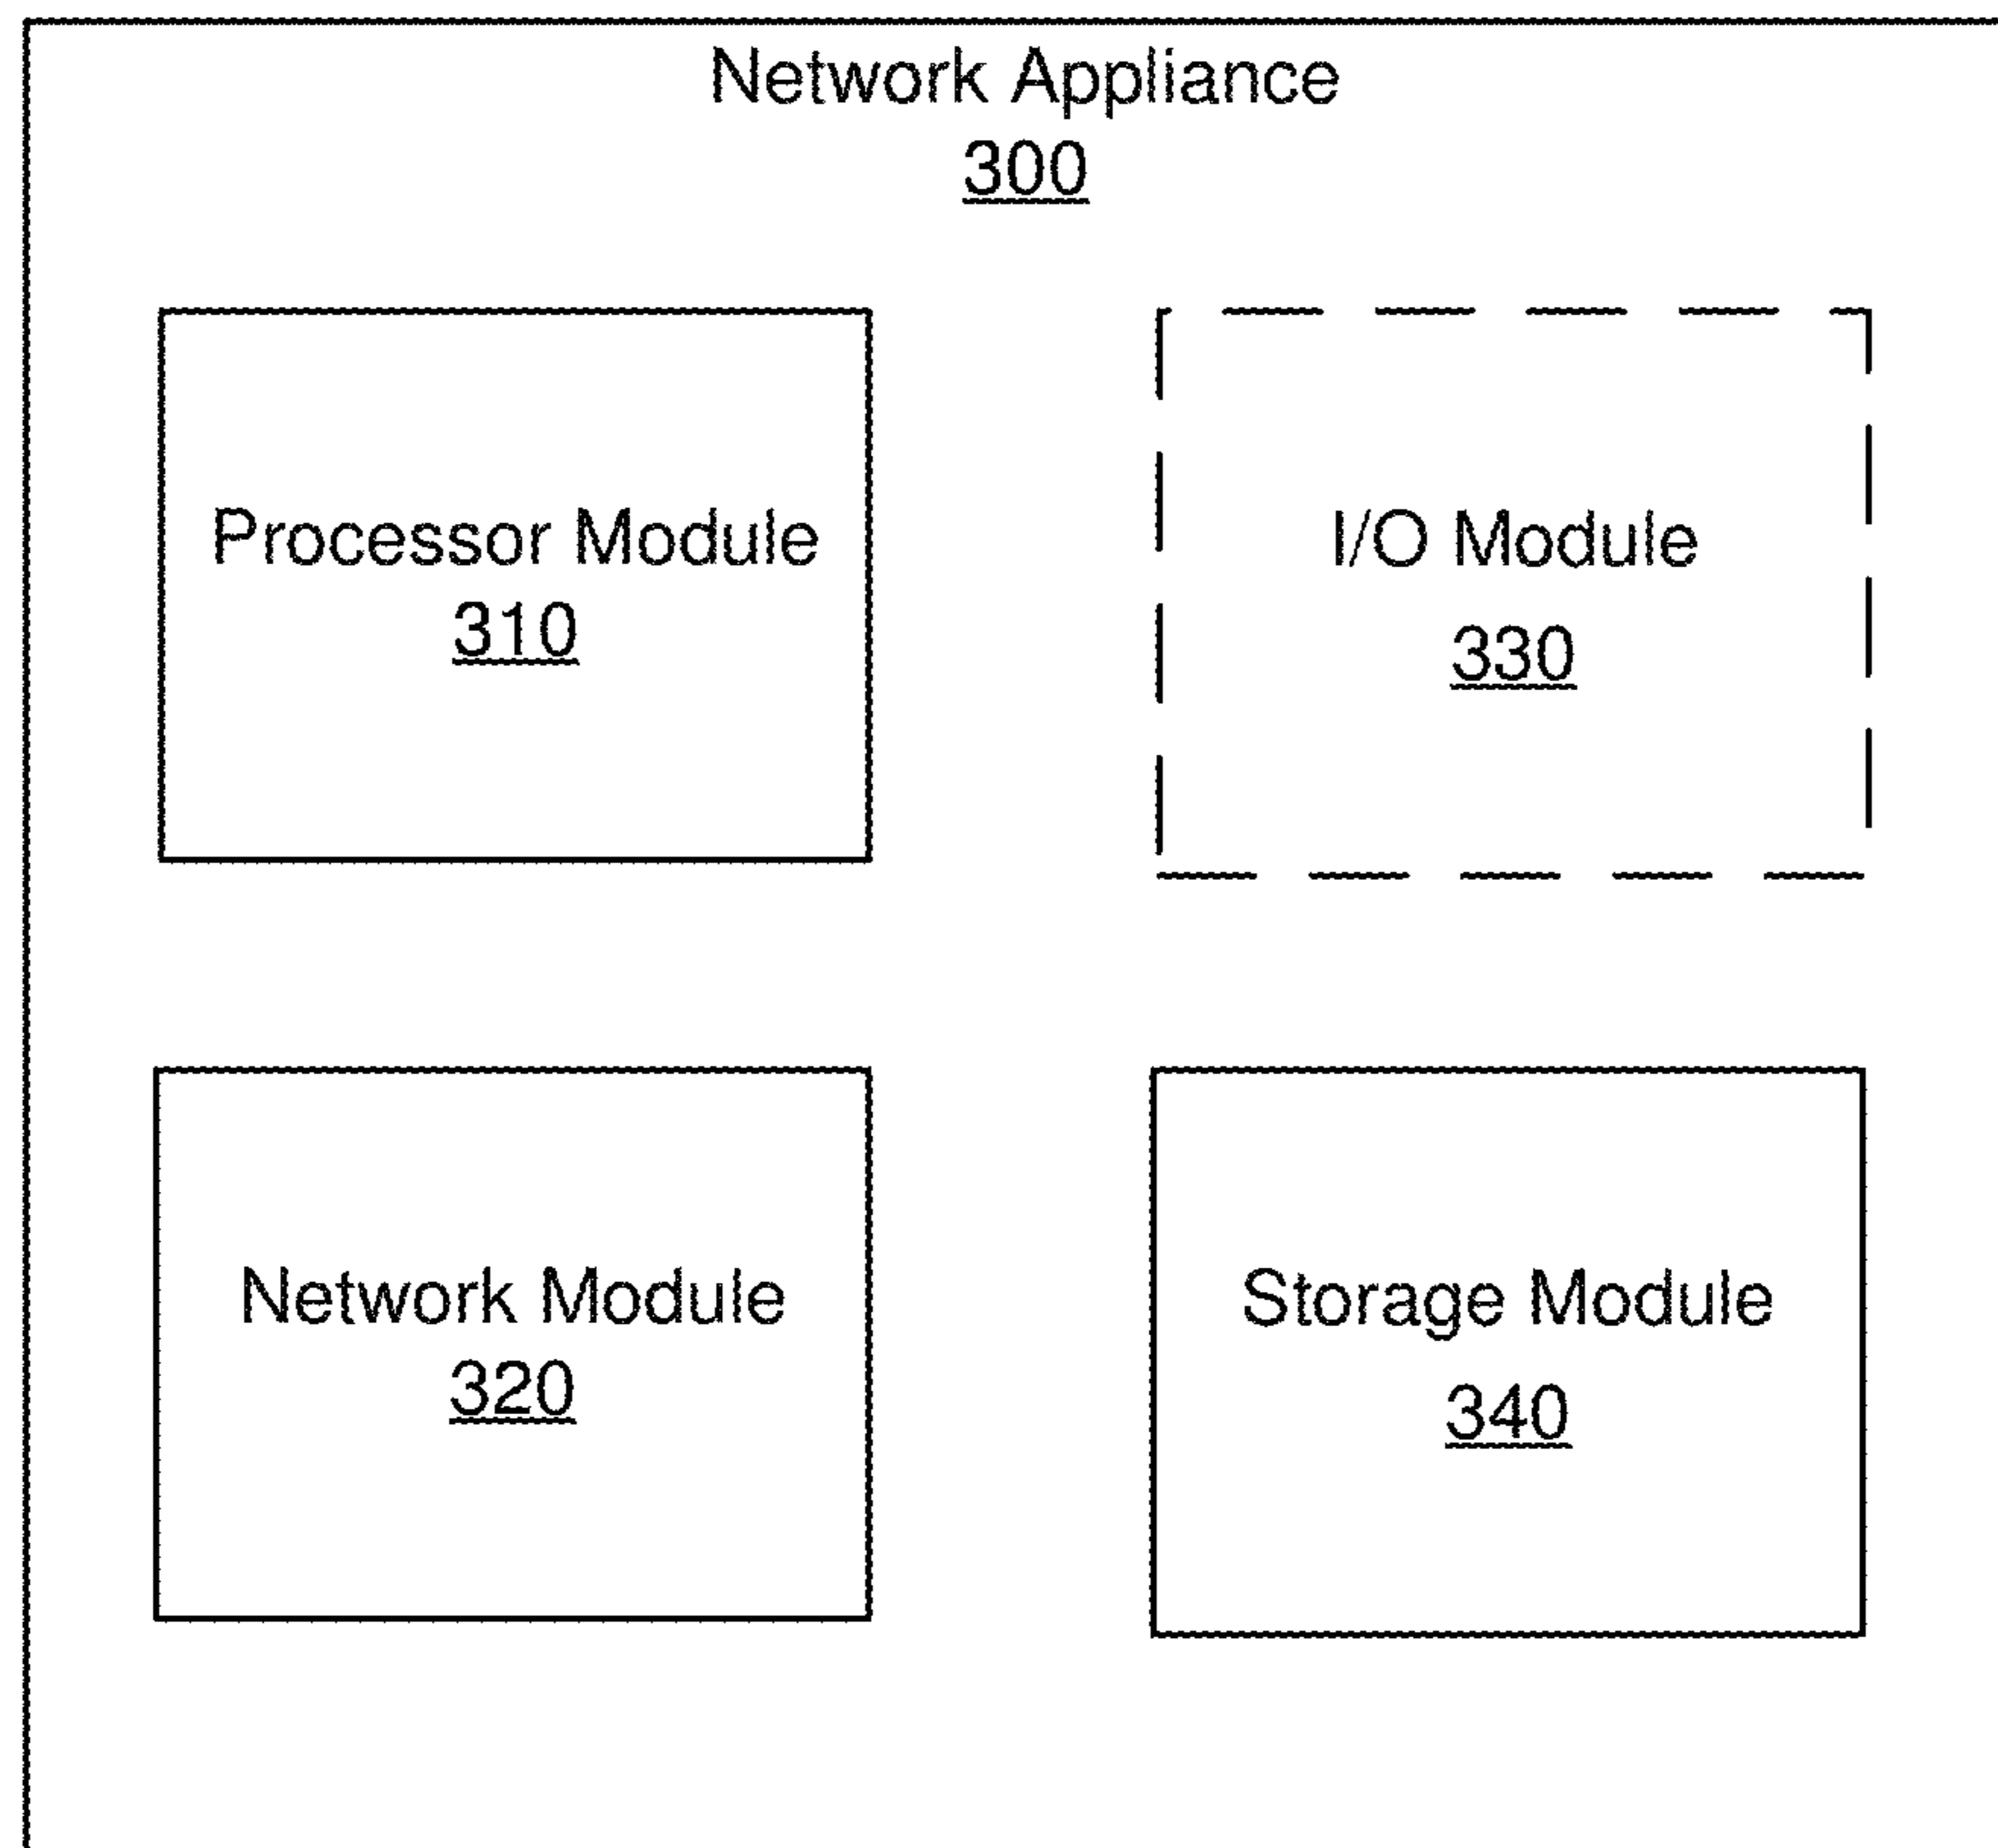 Network Appliance
300
Processor Module
310
I/O Module
330
Network Module
320
Storage Module
340